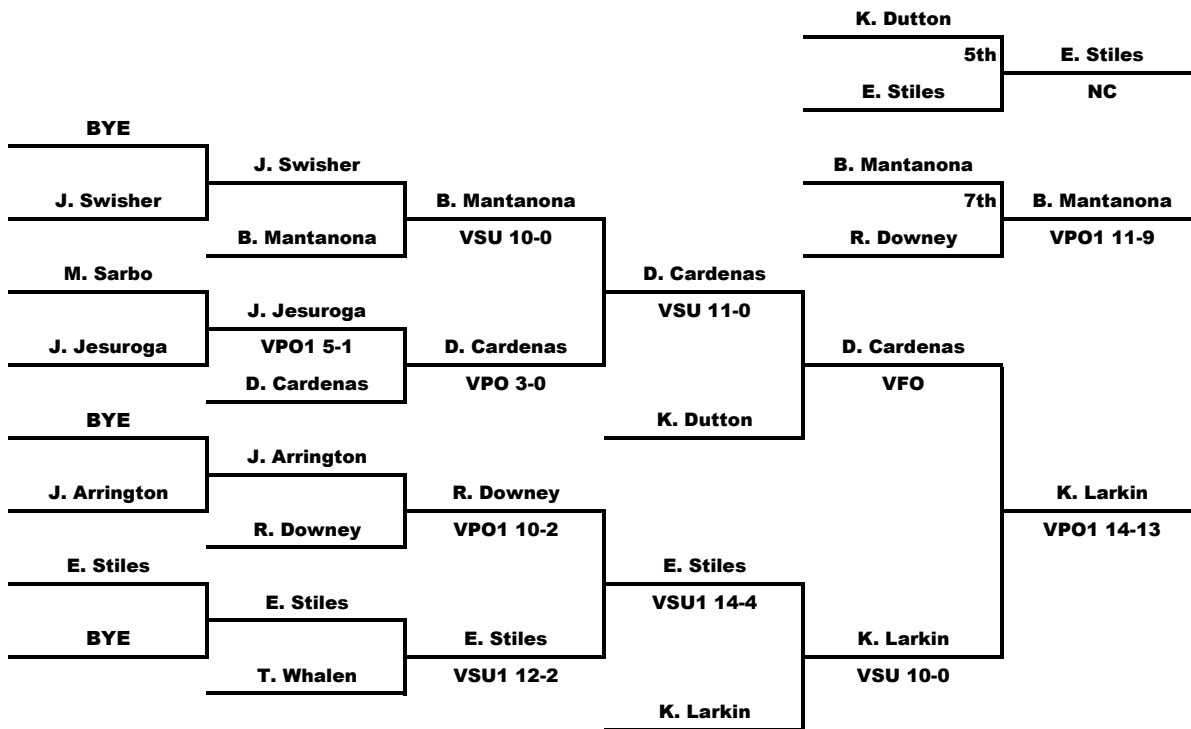 K. Dutton
5th
E. Stiles
E. Stiles
NC
BYE
J. Swisher
J. Swisher
B. Mantanona
B. Mantanona
VSU 10-0
B. Mantanona
7th
R. Downey
B. Mantanona
VPO1 11-9
M. Sarbo
J. Jesuroga
J. Jesuroga
VPO1 5-1
D. Cardenas
D. Cardenas
VPO 3-0
D. Cardenas
VSU 11-0
K. Dutton
D. Cardenas
VFO
BYE
J. Arrington
J. Arrington
R. Downey
R. Downey
VPO1 10-2
E. Stiles
BYE
E. Stiles
T. Whalen
E. Stiles
VSU1 12-2
E. Stiles
VSU1 14-4
K. Larkin
K. Larkin
VSU 10-0
K. Larkin
VPO1 14-13